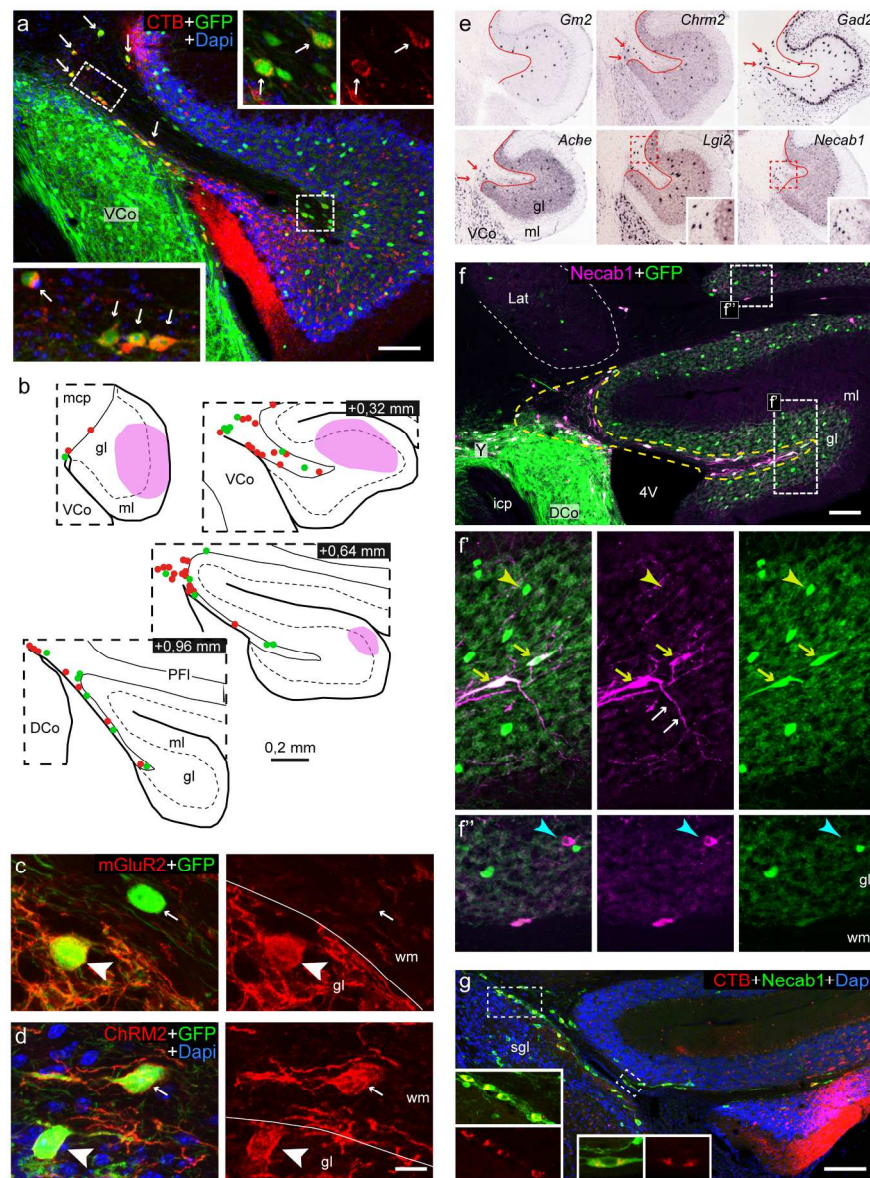 a
CTB+GFP
+Dapi
VCo
b
mcp
gl
VCo
ml
+0,32 mm
VCo
+0,64 mm
+0,96 mm
PFl
DCo
ml
gl
0,2 mm
c
mGluR2+GFP
wm
gl
d
ChRM2+GFP
+Dapi
wm
gl
e
Grm2
Chrm2
Gad2
Ache
Lgi2
Necab1
gl
VCo
ml
f
Necab1+GFP
Lat
f''
ml
f'
gl
Y
icp
DCo
4V
f'
f''
gl
wm
g
CTB+Necab1+Dapi
sgl